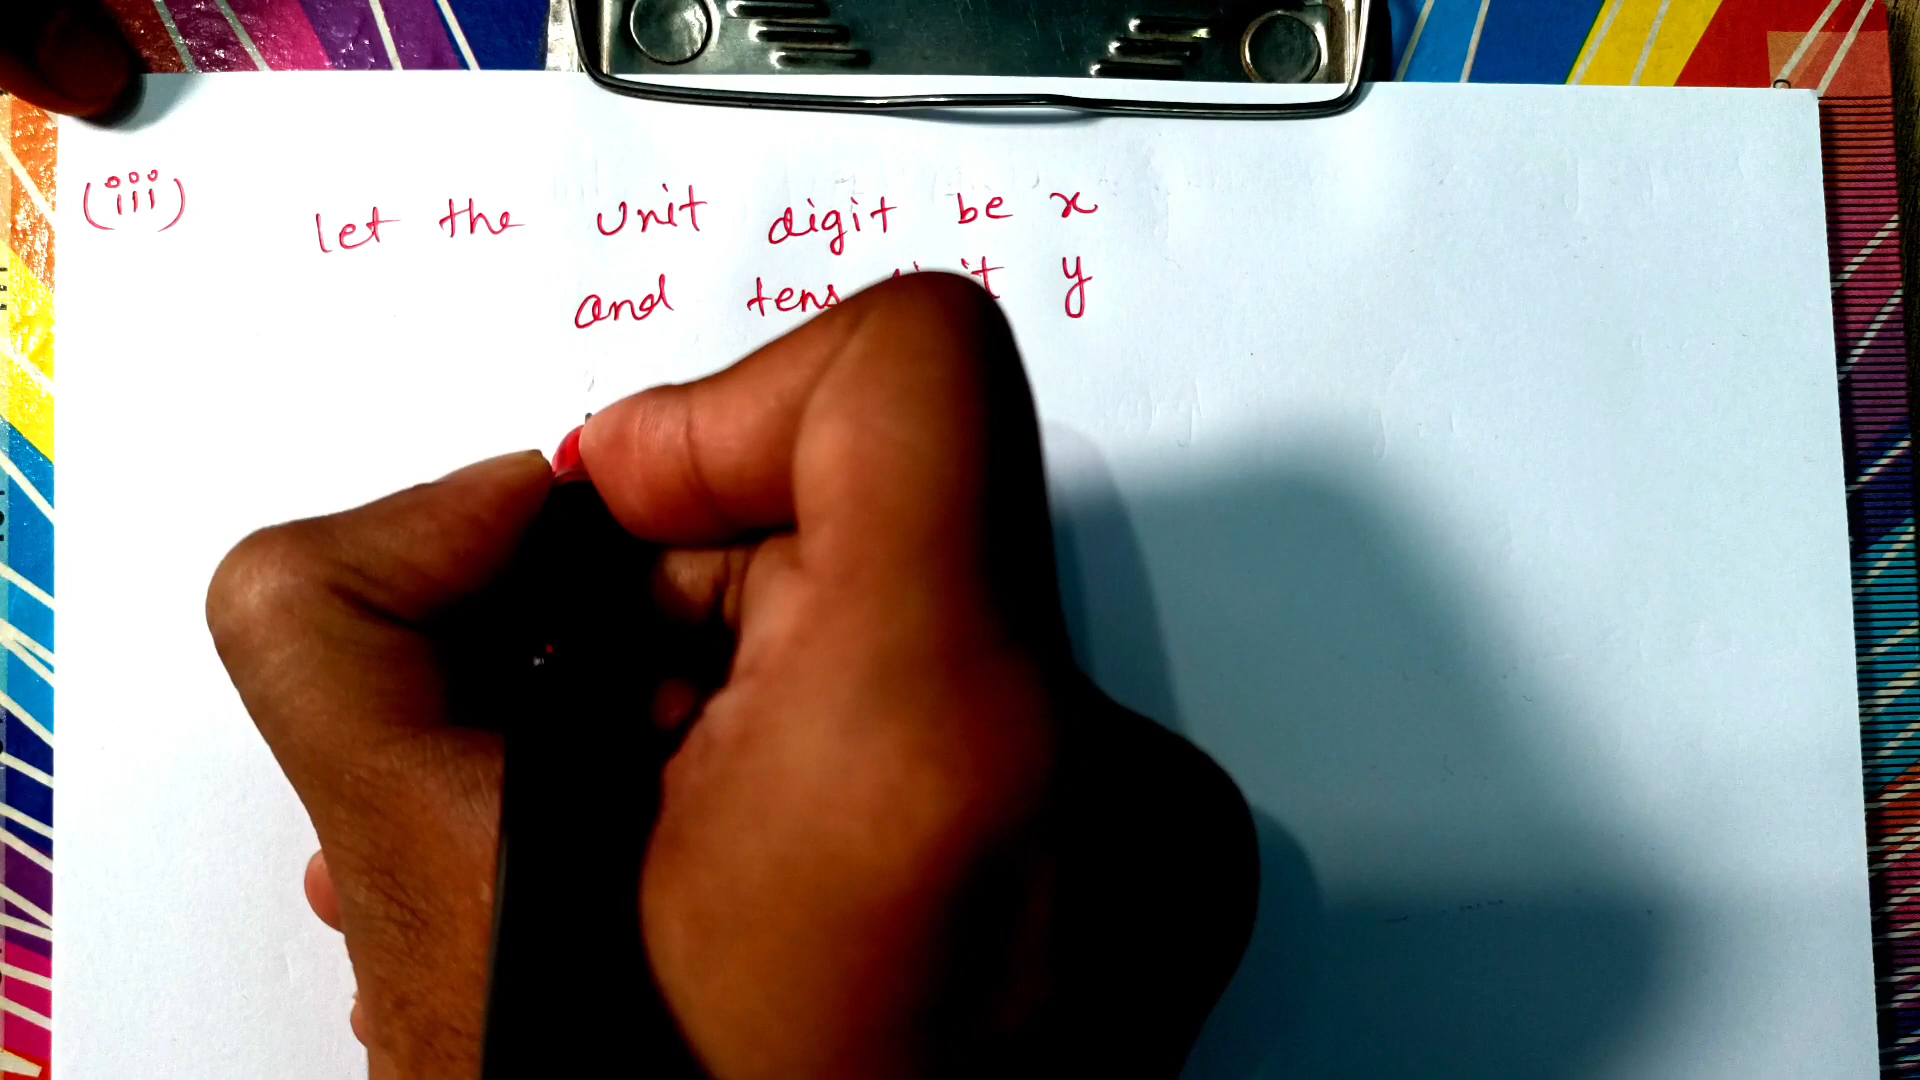 (iii) let the unit digit be x
and tens y